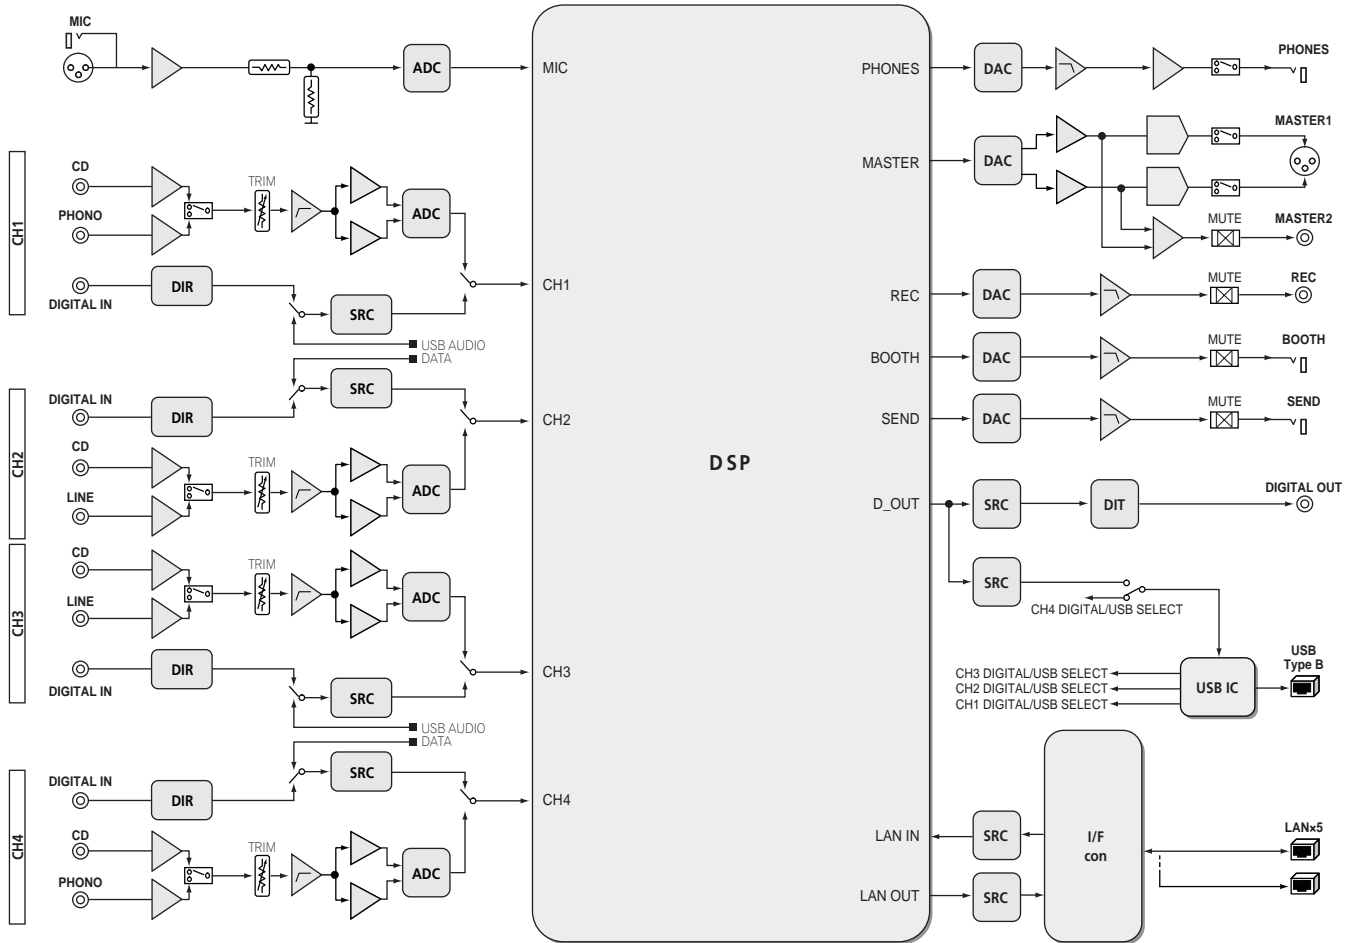 MIC
ADC
MIC
CH1
CD
PHONO
TRIM
ADC
DIGITAL IN
DIR
SRC
CH1
USB AUDIO
DATA
CH2
DIGITAL IN
DIR
SRC
CH2
CD
LINE
TRIM
ADC
CH3
CD
LINE
TRIM
ADC
DIGITAL IN
DIR
SRC
CH3
USB AUDIO
DATA
CH4
DIGITAL IN
DIR
SRC
CH4
CD
PHONO
TRIM
ADC
DSP
PHONES
DAC
PHONES
MASTER
DAC
MASTER1
MUTE
MASTER2
REC
DAC
MUTE
REC
BOOTH
DAC
MUTE
BOOTH
SEND
DAC
MUTE
SEND
D_OUT
SRC
DIT
DIGITAL OUT
SRC
CH4 DIGITAL/USB SELECT
CH3 DIGITAL/USB SELECT
CH2 DIGITAL/USB SELECT
CH1 DIGITAL/USB SELECT
USB IC
USB
Type B
LAN IN
SRC
I/F
con
LAN×5
LAN OUT
SRC